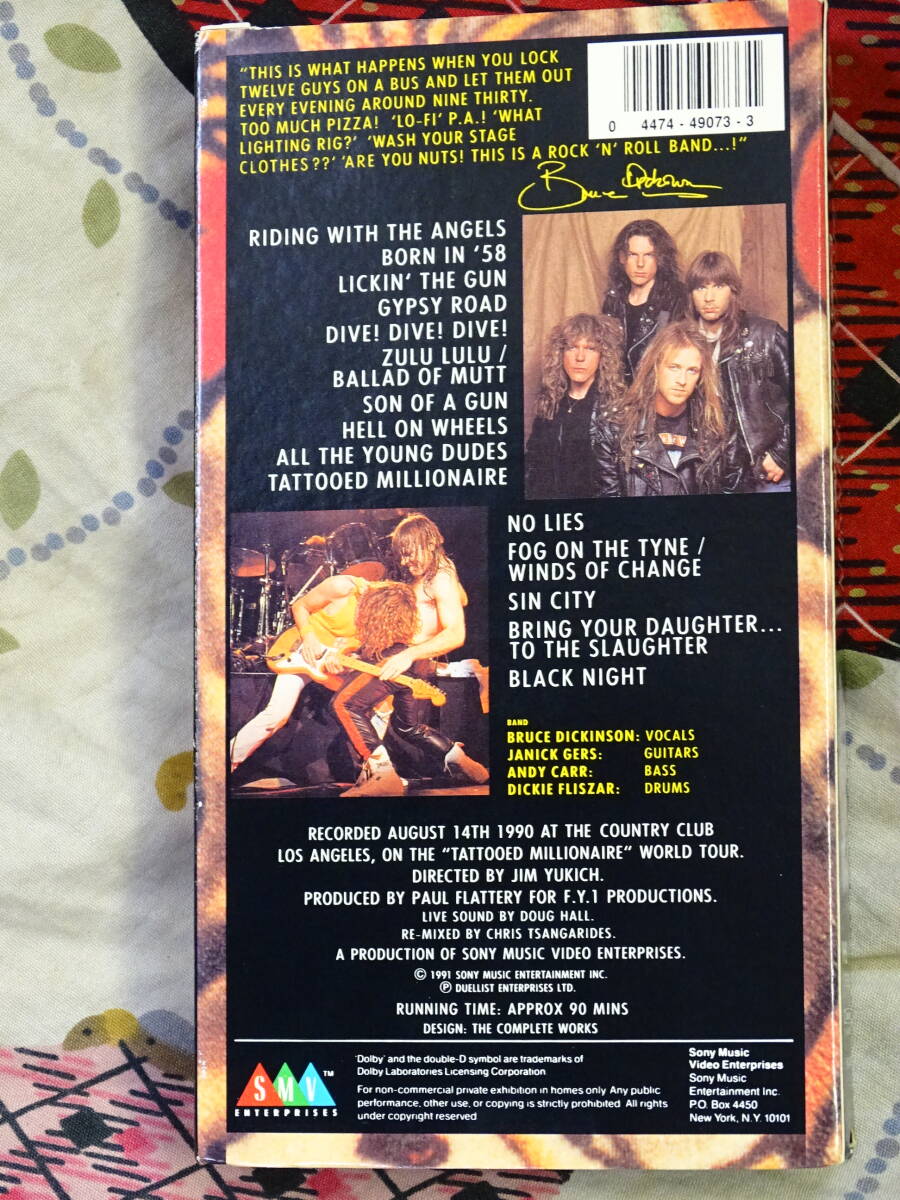 "THIS IS WHAT HAPPENS WHEN YOU LOCK
TWELVE GUYS ON A BUS AND LET THEM OUT
EVERY EVENING AROUND NINE THIRTY.
TOO MUCH PIZZA! 'LO-FI' P.A.! 'WHAT
LIGHTING RIG?' 'WASH YOUR STAGE
CLOTHES??' 'ARE YOU NUTS! THIS IS A ROCK 'N' ROLL BAND...!"
Bruce Dickinson
0 4474-49073-3
RIDING WITH THE ANGELS
BORN IN '58
LICKIN' THE GUN
GYPSY ROAD
DIVE! DIVE! DIVE!
ZULU LULU /
BALLAD OF MUTT
SON OF A GUN
HELL ON WHEELS
ALL THE YOUNG DUDES
TATTOOED MILLIONAIRE
NO LIES
FOG ON THE TYNE /
WINDS OF CHANGE
SIN CITY
BRING YOUR DAUGHTER...
TO THE SLAUGHTER
BLACK NIGHT
BAND
BRUCE DICKINSON: VOCALS
JANICK GERS: GUITARS
ANDY CARR: BASS
DICKIE FLISZAR: DRUMS
RECORDED AUGUST 14TH 1990 AT THE COUNTRY CLUB
LOS ANGELES, ON THE "TATTOOED MILLIONAIRE" WORLD TOUR.
DIRECTED BY JIM YUKICH.
PRODUCED BY PAUL FLATTERY FOR F.Y.1 PRODUCTIONS.
LIVE SOUND BY DOUG HALL.
RE-MIXED BY CHRIS TSANGARIDES.
A PRODUCTION OF SONY MUSIC VIDEO ENTERPRISES.
© 1991 SONY MUSIC ENTERTAINMENT INC.
℗ DUELLIST ENTERPRISES LTD.
RUNNING TIME: APPROX 90 MINS
DESIGN: THE COMPLETE WORKS
SMV™
ENTERPRISES
'Dolby' and the double-D symbol are trademarks of
Dolby Laboratories Licensing Corporation
For non-commercial private exhibition in homes only Any public
performance, other use, or copying is strictly prohibited All rights
under copyright reserved
Sony Music
Video Enterprises
Sony Music
Entertainment Inc.
P.O. Box 4450
New York, N.Y. 10101